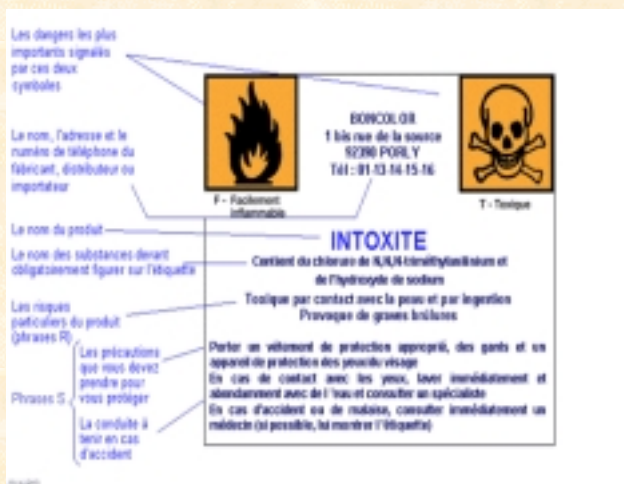 Les dangers les plus
importants signalés
par ces deux
symboles
Le nom, l'adresse et le
numéro de téléphone du
fabricant, distributeur ou
importateur
Le nom du produit
Le nom des substances devant
obligatoirement figurer sur l'étiquette
Les risques
particuliers du produit
(phrases R)
Phrases S
Les précautions
que vous devez
prendre pour
vous protéger
La conduite à
tenir en cas
d'accident
F - Facilement
inflammable
BONCOLOR
1 bis rue de la source
92390 PORLY
Tél : 01-13-14-15-16
T - Toxique
INTOXITE
Contient du chlorure de et
de l'hydroxyde de sodium
Toxique par contact avec la peau et par ingestion
Provoque de graves brûlures
Porter un vêtement de protection approprié, des gants et un
appareil de protection des yeux/du visage
En cas de contact avec les yeux, laver immédiatement et
abondamment avec de l'eau et consulter un spécialiste
En cas d'accident ou de malaise, consulter immédiatement un
médecin (si possible, lui montrer l'étiquette)